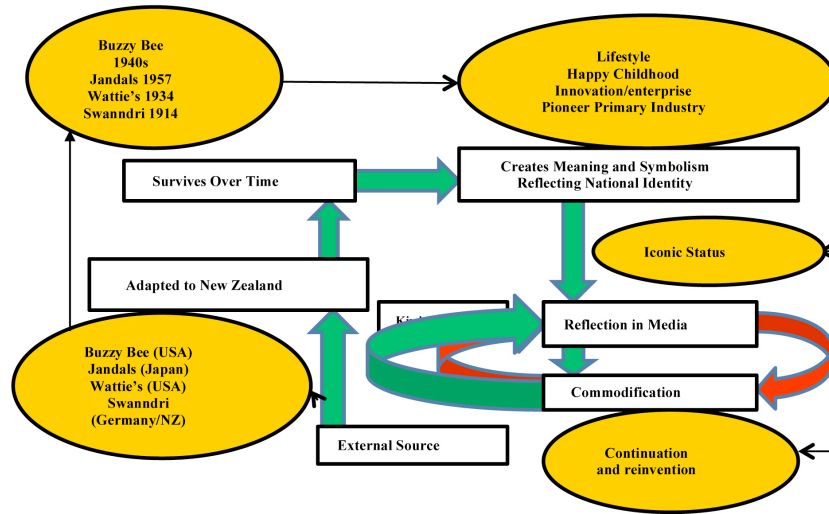 Buzzy Bee
1940s
Jandals 1957
Wattie's 1934
Swanndri 1914
Lifestyle
Happy Childhood
Innovation/enterprise
Pioneer Primary Industry
Survives Over Time
Creates Meaning and Symbolism
Reflecting National Identity
Iconic Status
Adapted to New Zealand
Reflection in Media
Buzzy Bee (USA)
Jandals (Japan)
Wattie's (USA)
Swanndri
(Germany/NZ)
Commodification
External Source
Continuation
and reinvention